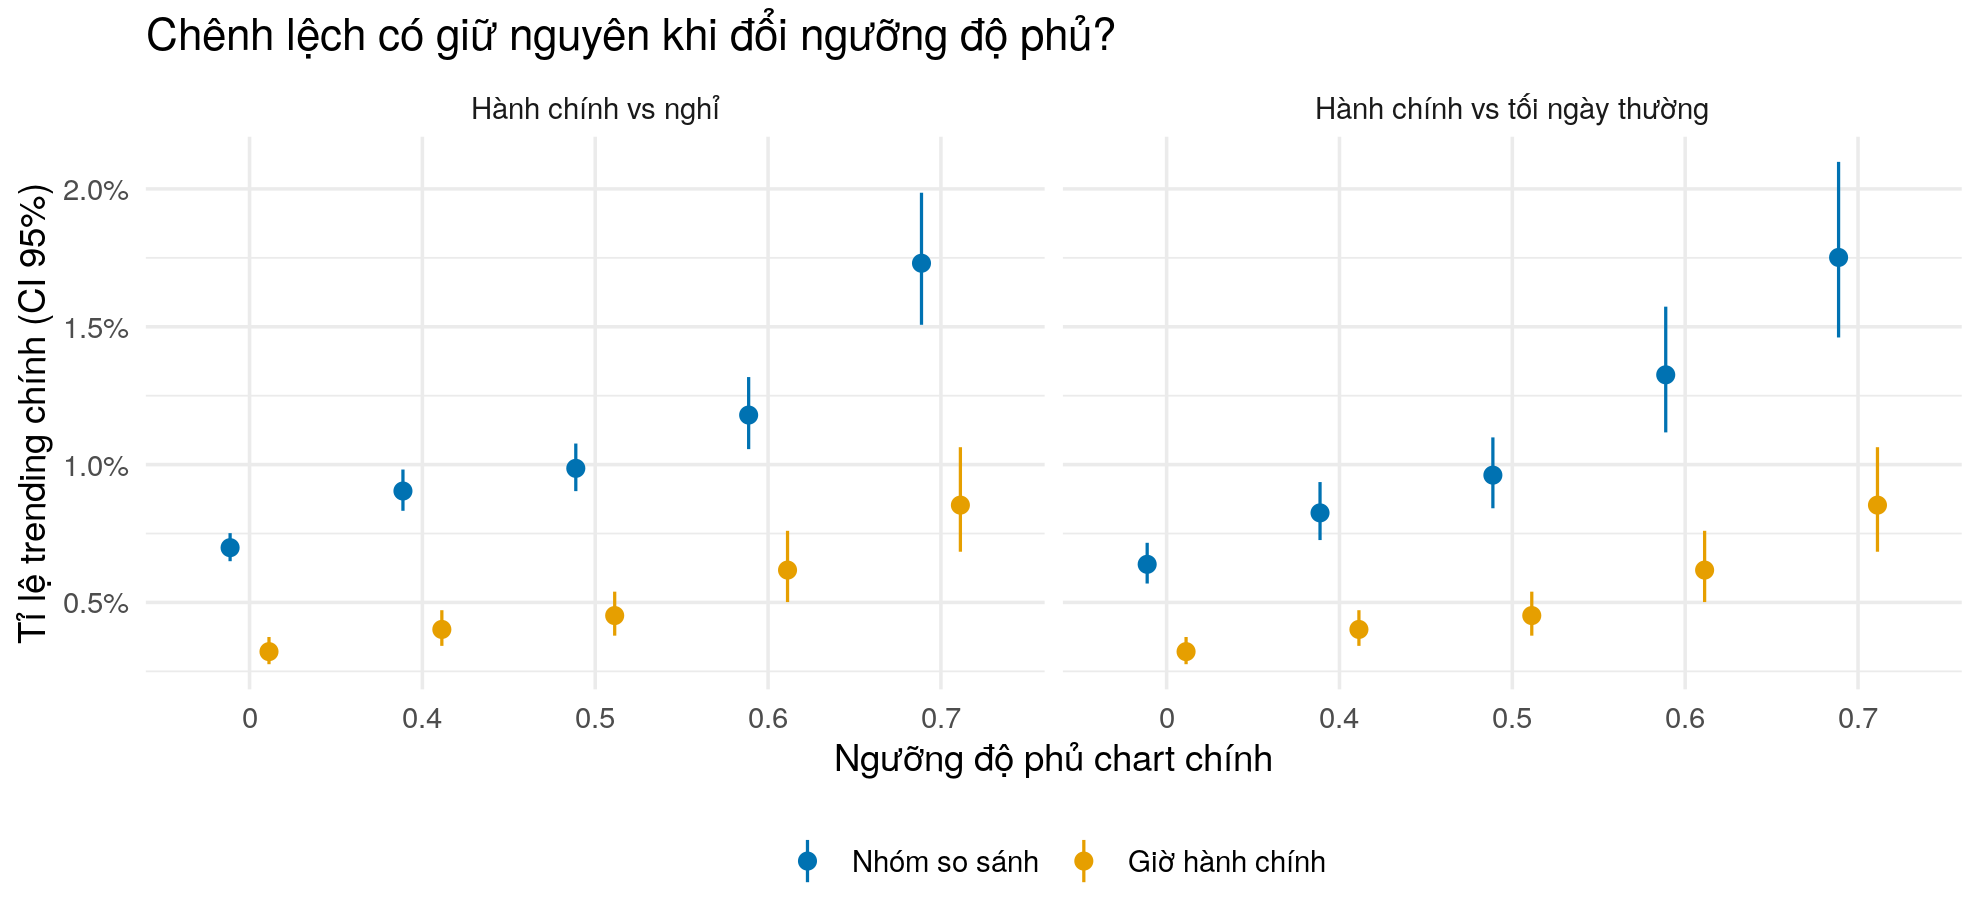 Chênh lệch có giữ nguyên khi đổi ngưỡng độ phủ?
Hành chính vs nghỉ
Hành chính vs tối ngày thường
Tỉ lệ trending chính (CI 95%)
2.0%
1.5%
1.0%
0.5%
0 0.4 0.5 0.6 0.7
0 0.4 0.5 0.6 0.7
Ngưỡng độ phủ chart chính
Nhóm so sánh Giờ hành chính